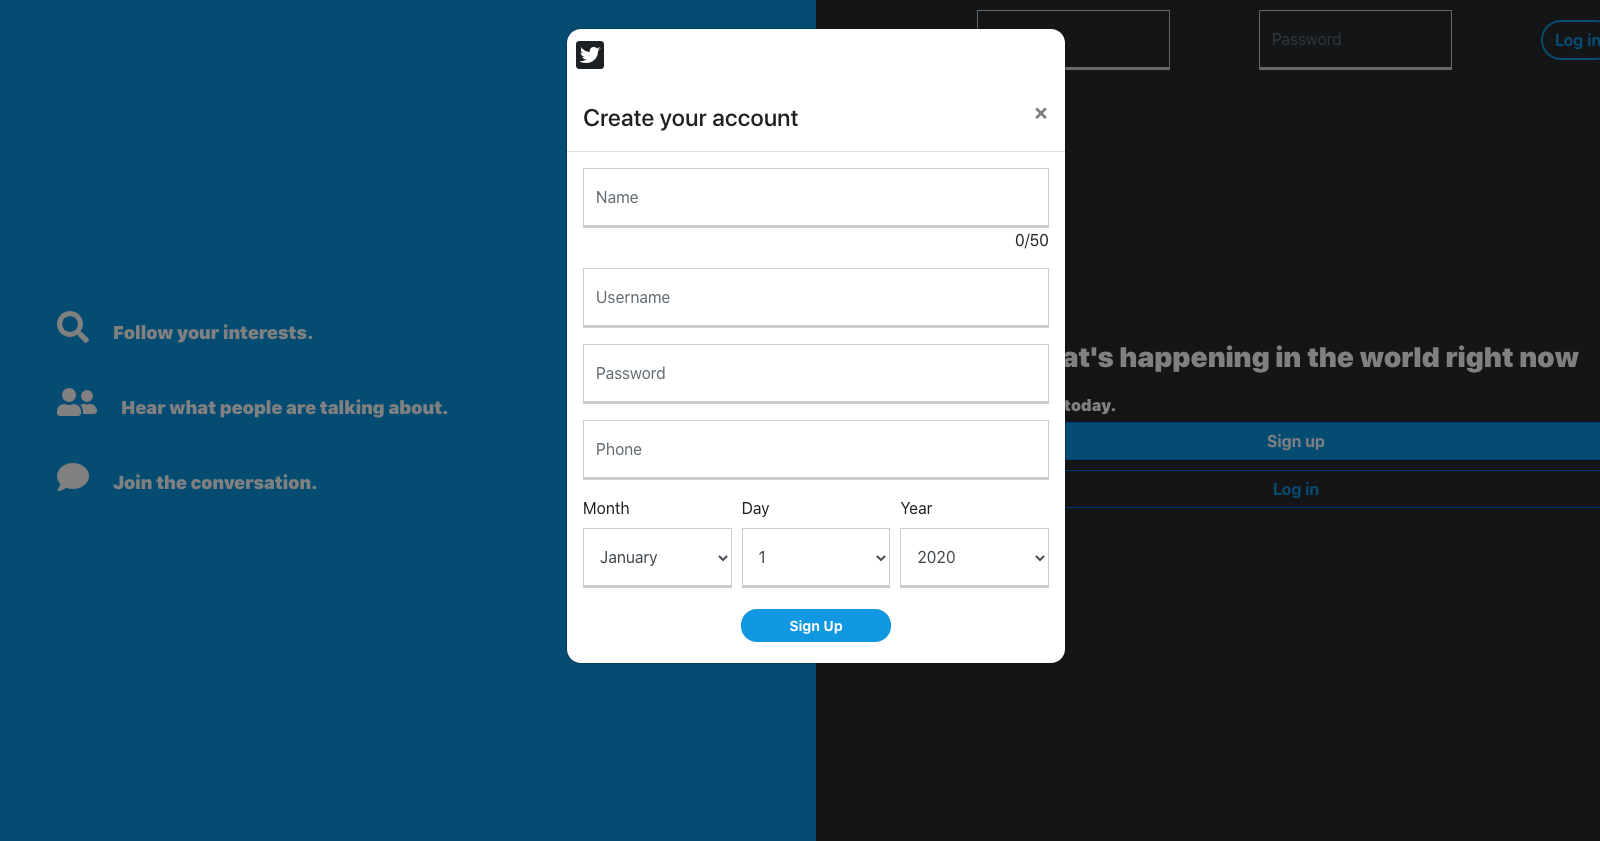 Password
Log in
Create your account
×
Name
0/50
Username
Password
Phone
Month Day Year
January 1 2020
Sign Up
Follow your interests.
Hear what people are talking about.
Join the conversation.
at's happening in the world right now
today.
Sign up
Log in